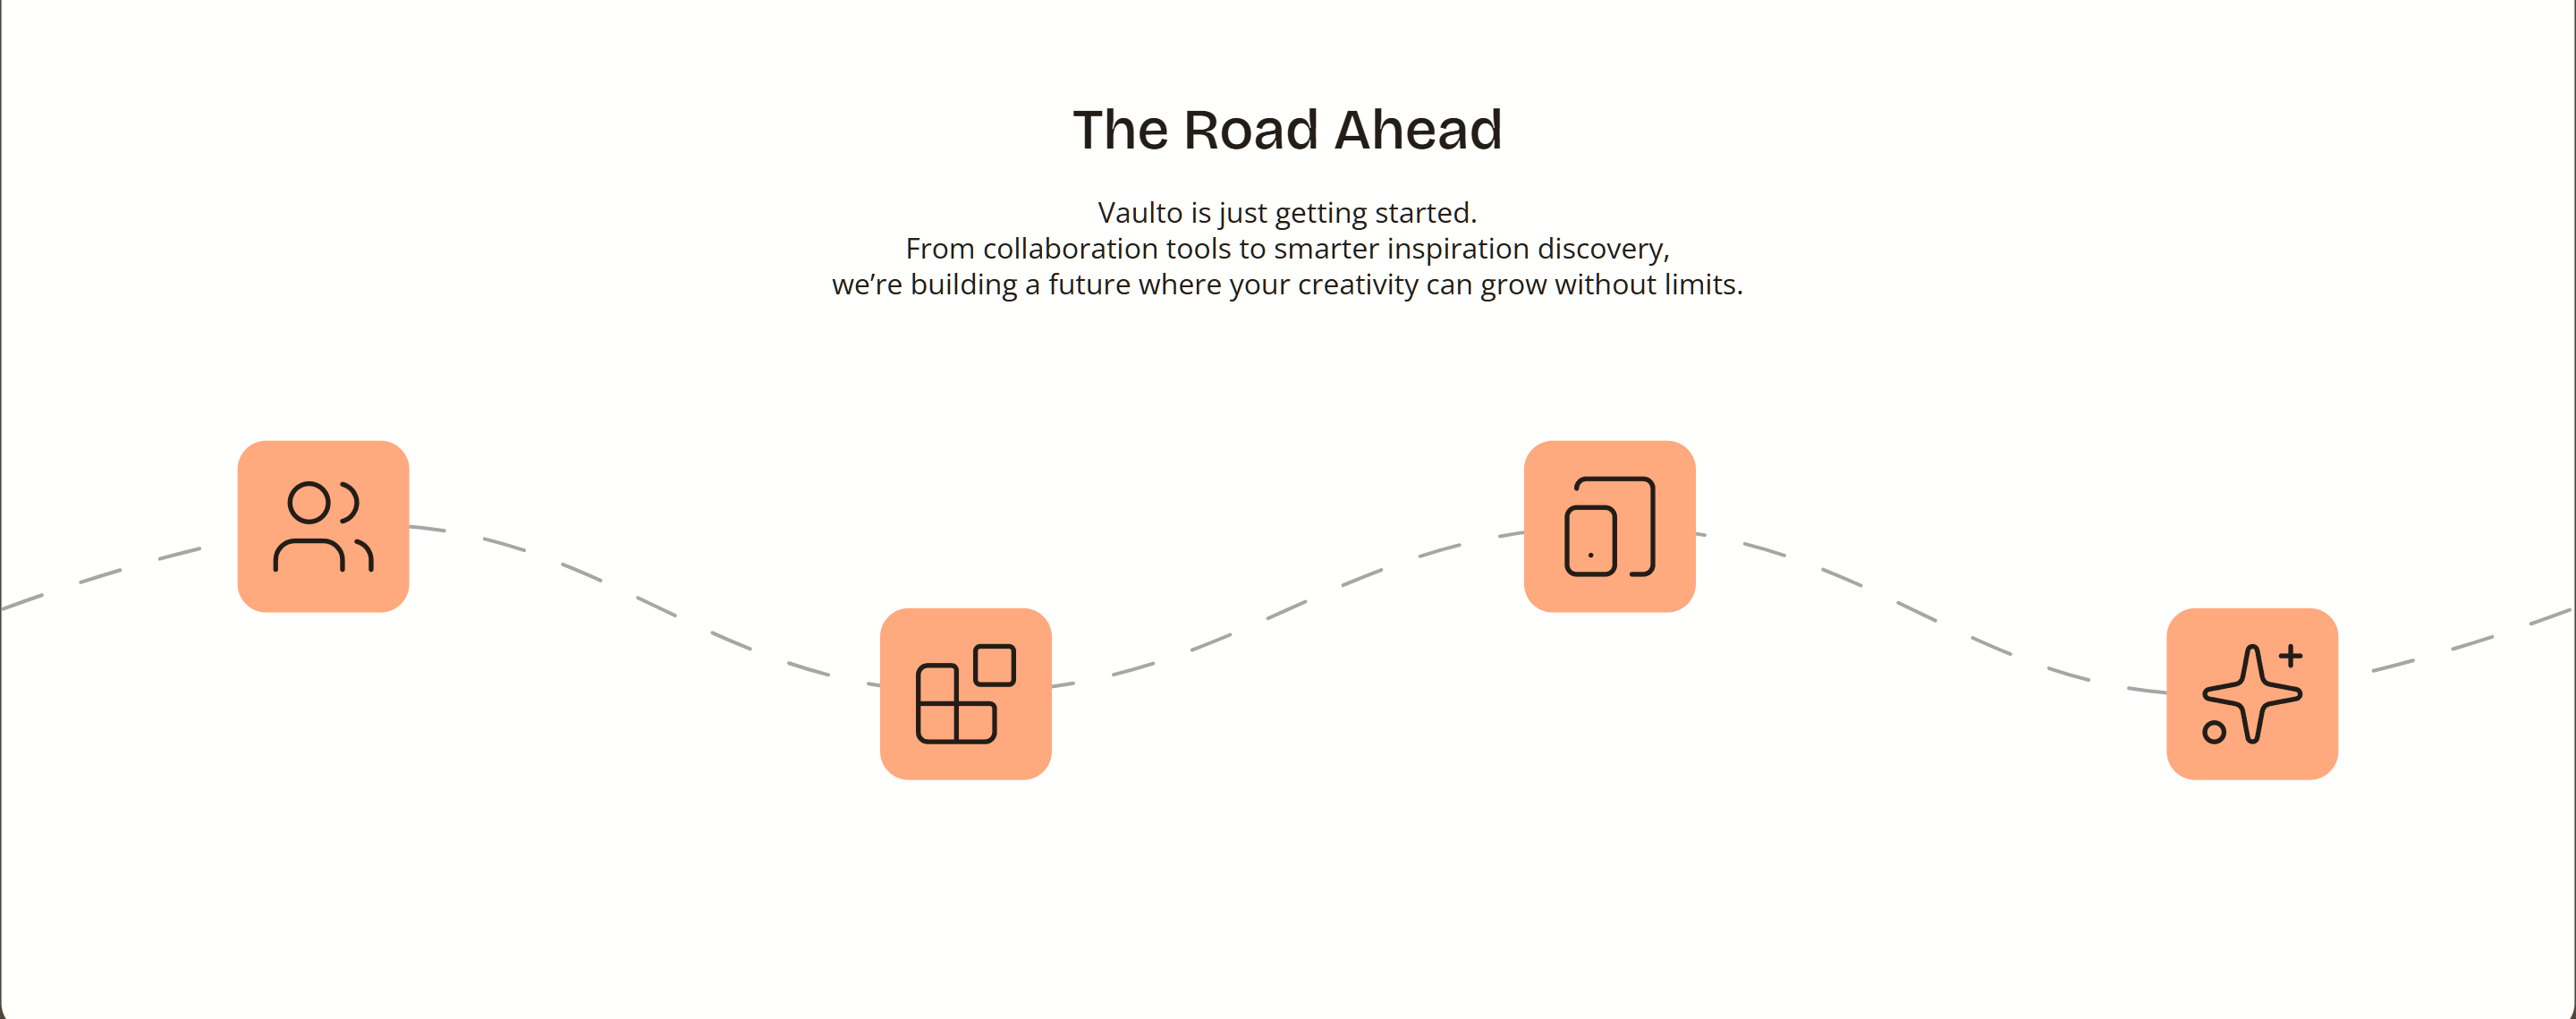 The Road Ahead
Vaulto is just getting started.
From collaboration tools to smarter inspiration discovery,
we’re building a future where your creativity can grow without limits.